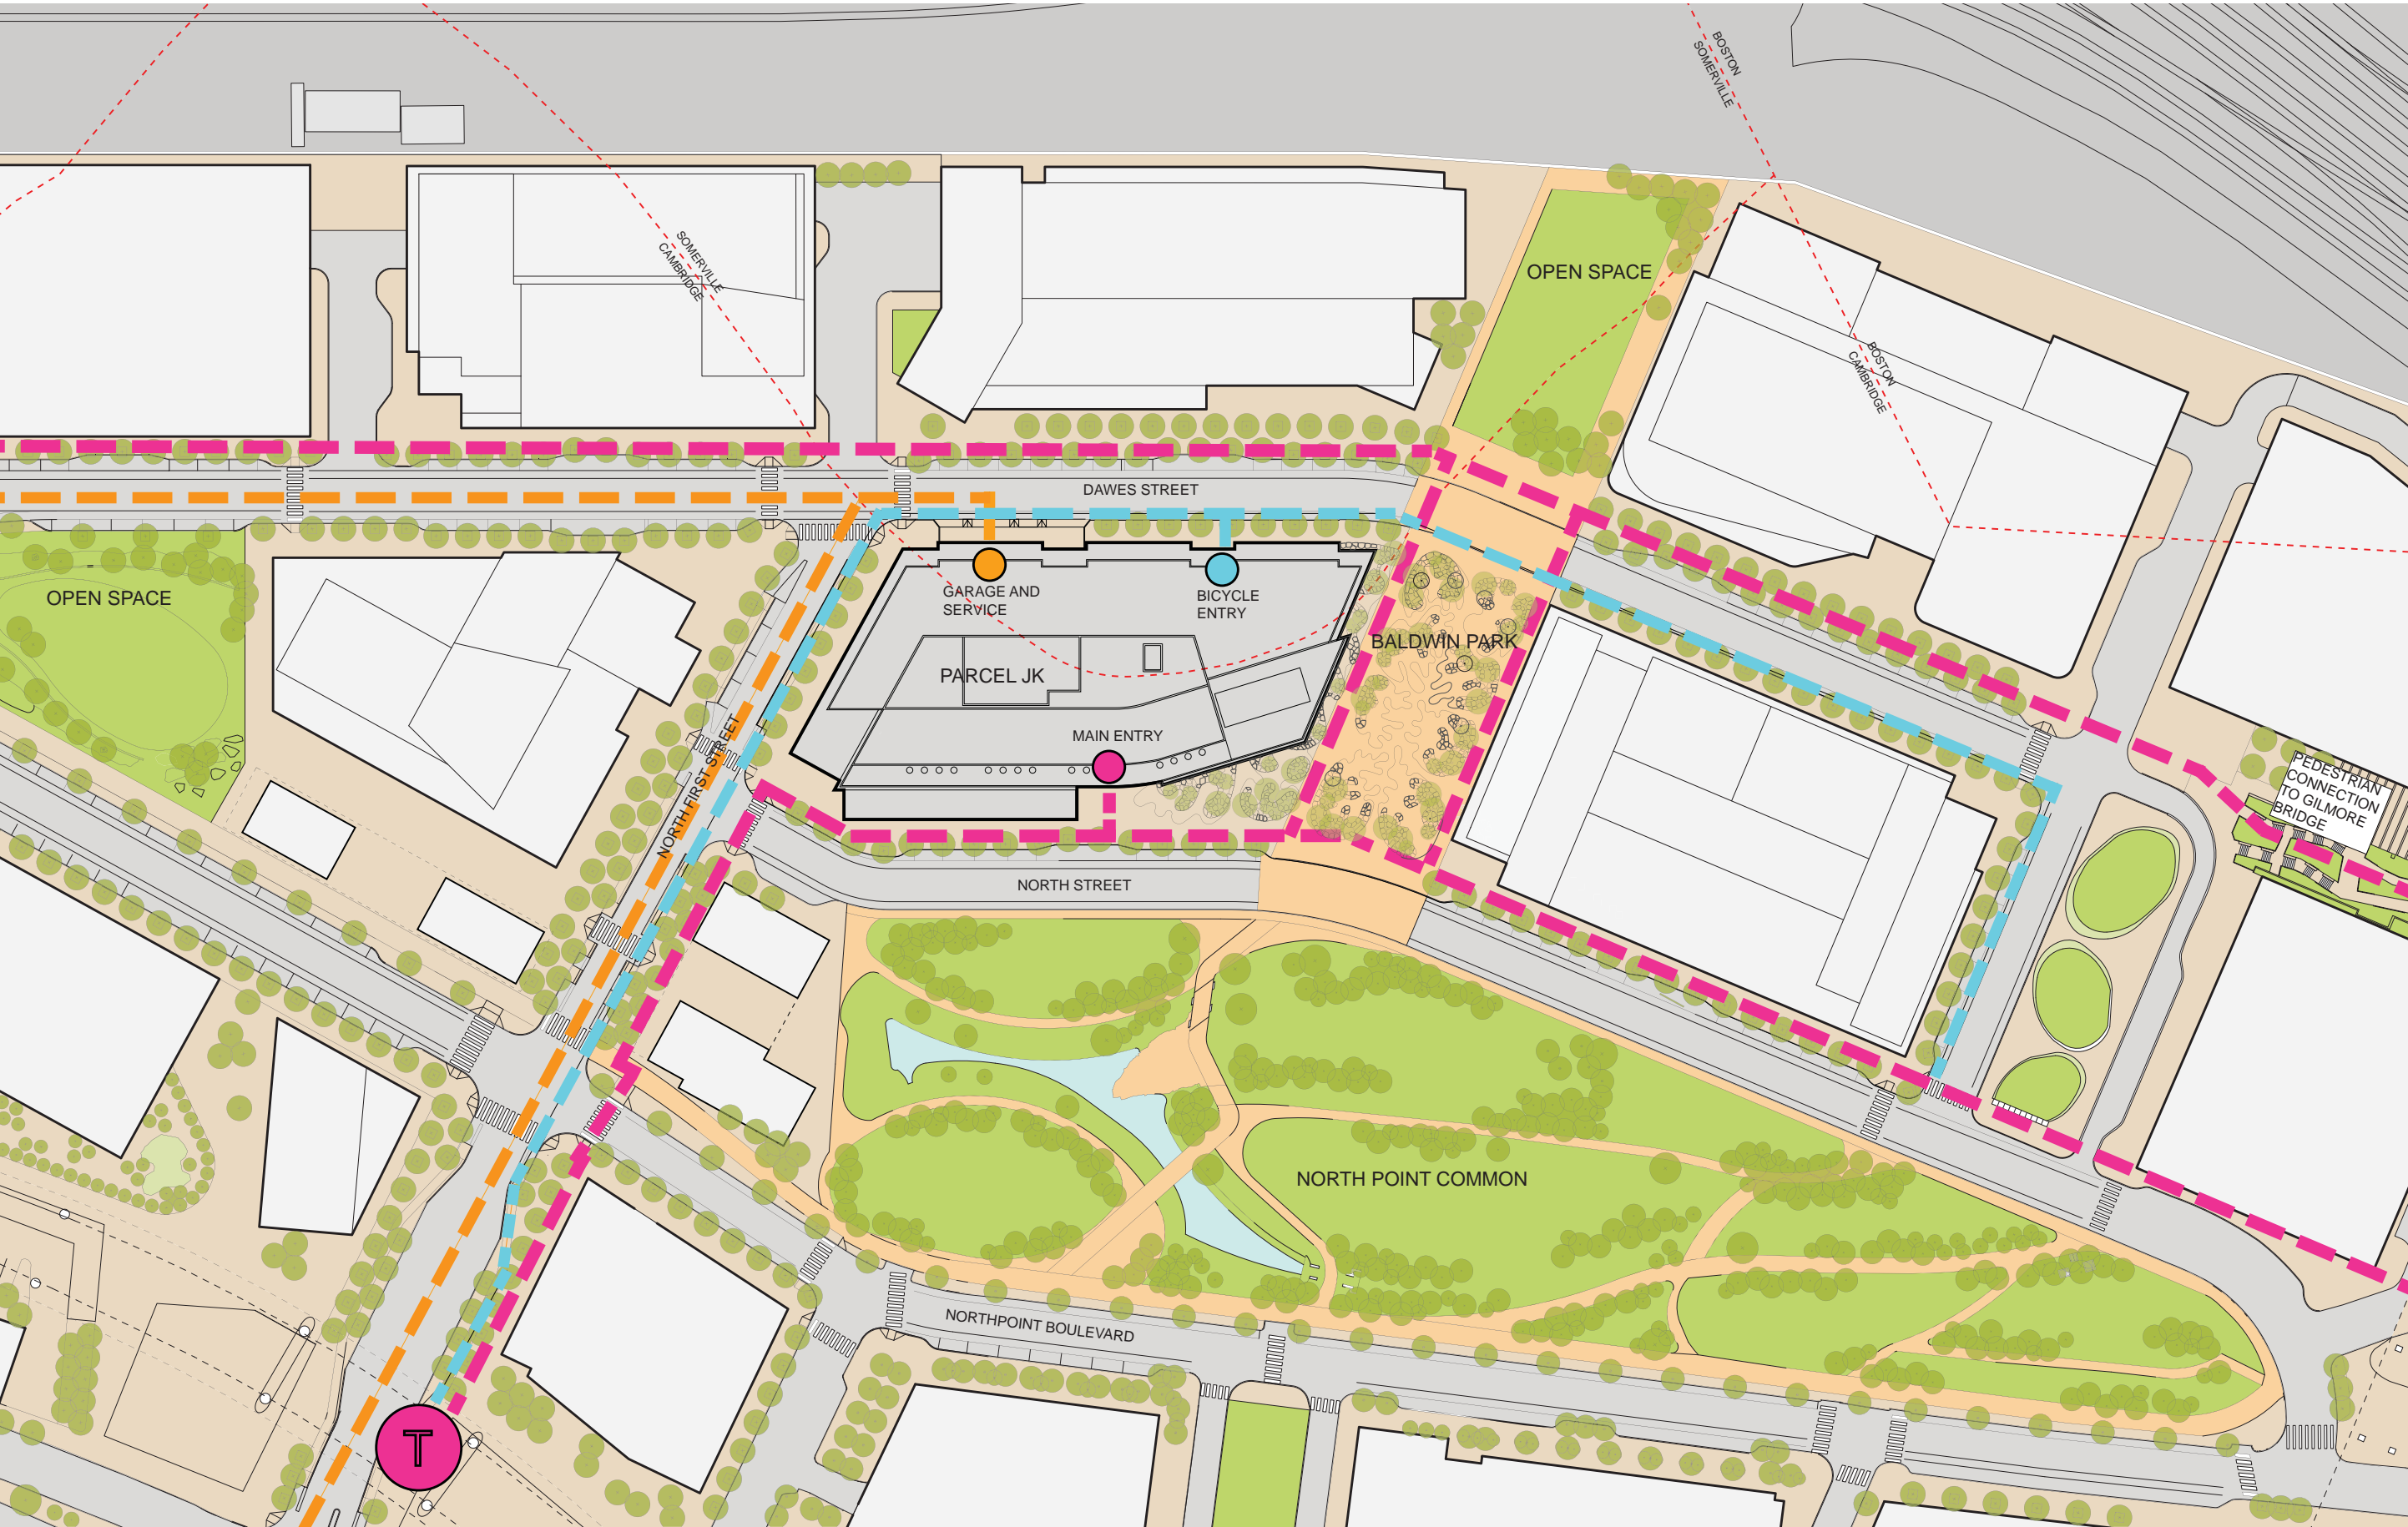 BOSTON
SOMERVILLE
SOMERVILLE
CAMBRIDGE
OPEN SPACE
BOSTON
CAMBRIDGE
DAWES STREET
GARAGE AND
SERVICE
BICYCLE
ENTRY
OPEN SPACE
BALDWIN PARK
PARCEL JK
MAIN ENTRY
NORTH FIRST STREET
PEDESTRIAN
CONNECTION
TO GILMORE
BRIDGE
NORTH STREET
NORTH POINT COMMON
NORTHPOINT BOULEVARD
T